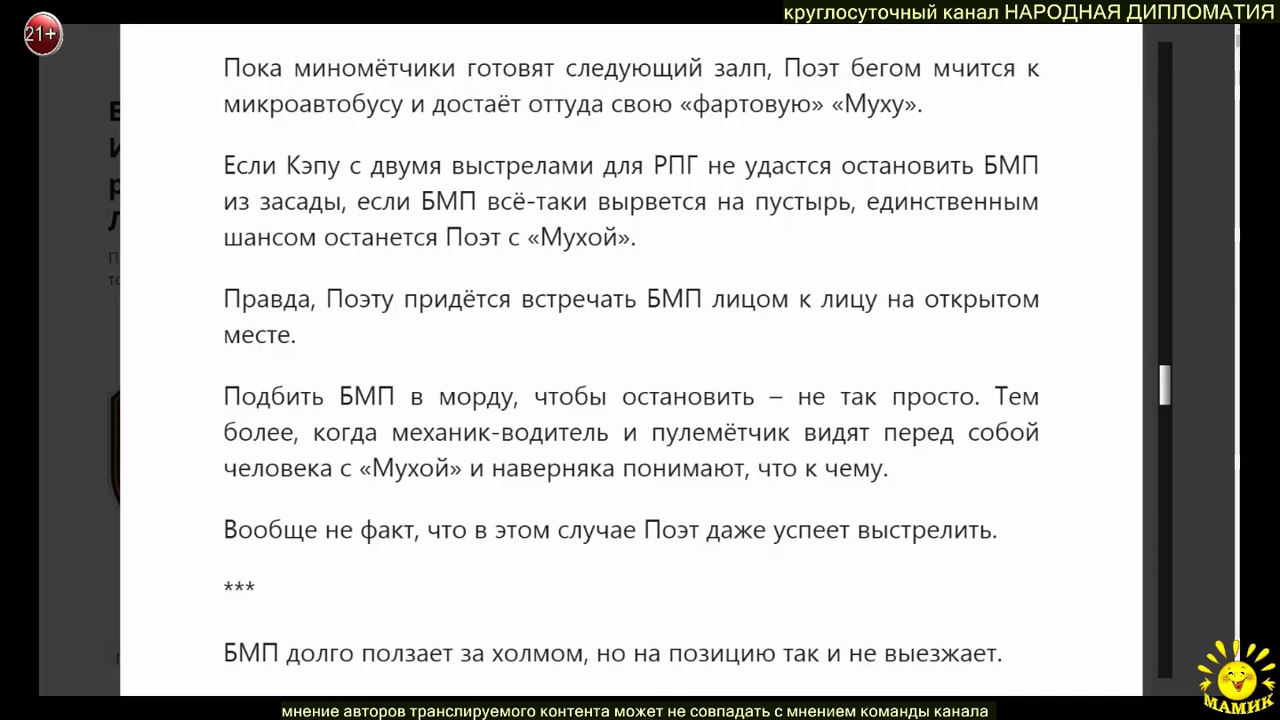 круглосуточный канал НАРОДНАЯ ДИПЛОМАТИЯ
21+
Пока миномётчики готовят следующий залп, Поэт бегом мчится к
микроавтобусу и достаёт оттуда свою «фартовую» «Муху».
Если Кэпу с двумя выстрелами для РПГ не удастся остановить БМП
из засады, если БМП всё-таки вырвется на пустырь, единственным
шансом останется Поэт с «Мухой».
Правда, Поэту придётся встречать БМП лицом к лицу на открытом
месте.
Подбить БМП в морду, чтобы остановить – не так просто. Тем
более, когда механик-водитель и пулемётчик видят перед собой
человека с «Мухой» и наверняка понимают, что к чему.
Вообще не факт, что в этом случае Поэт даже успеет выстрелить.
***
БМП долго ползает за холмом, но на позицию так и не выезжает.
МАМИК
мнение авторов транслируемого контента может не совпадать с мнением команды канала